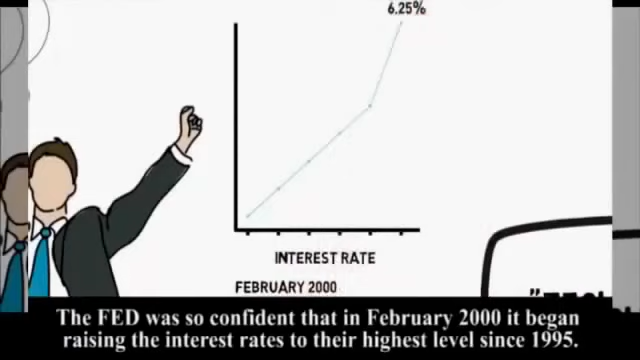 6.25%
INTEREST RATE
FEBRUARY 2000
The FED was so confident that in February 2000 it began
raising the interest rates to their highest level since 1995.